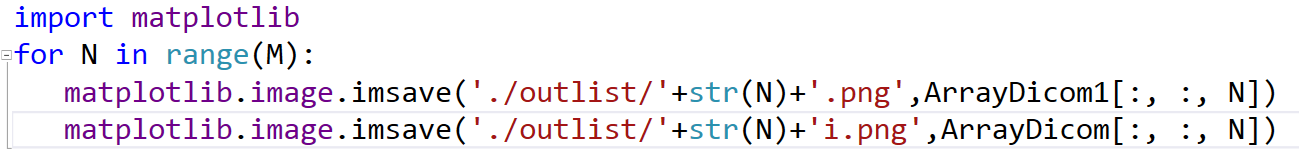 import matplotlib
for N in range(M):
matplotlib.image.imsave('./outlist/'+str(N)+'.png',ArrayDicom1[:, :, N])
matplotlib.image.imsave('./outlist/'+str(N)+'i.png',ArrayDicom[:, :, N])